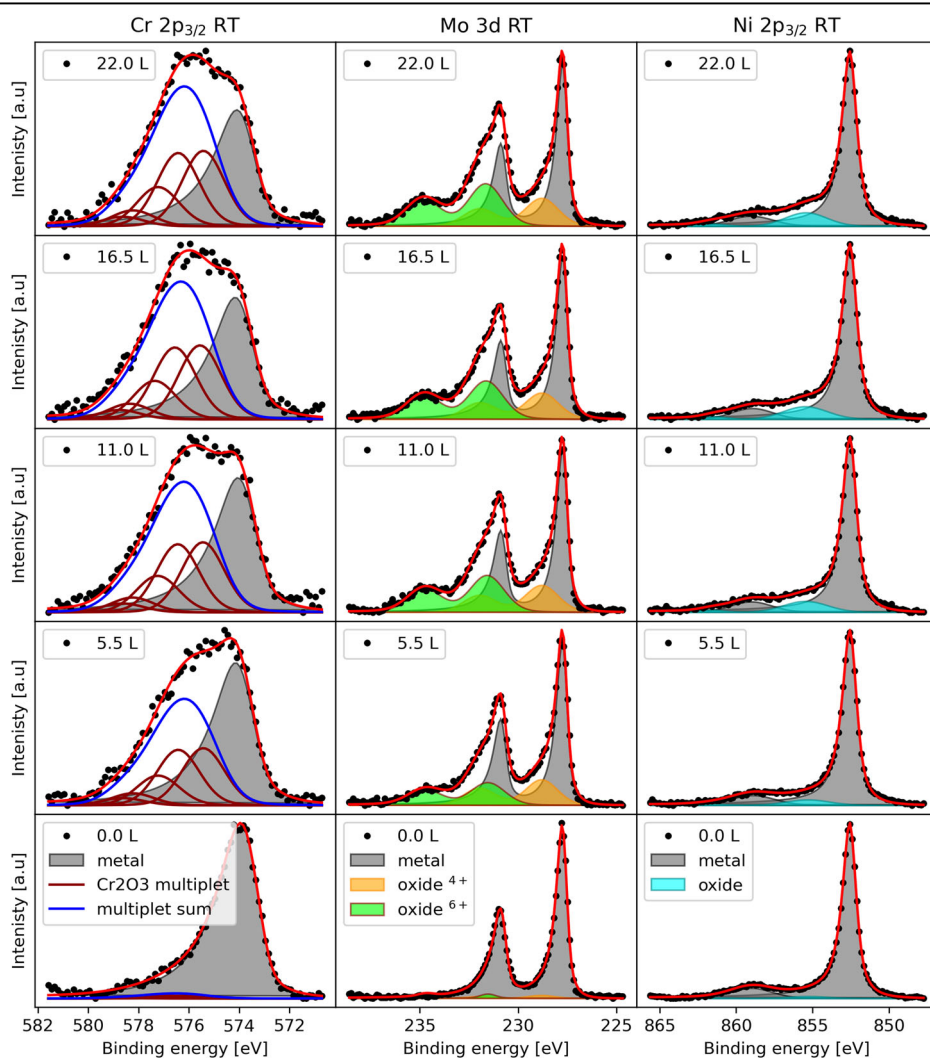 Cr 2p3/2 RT
Mo 3d RT
Ni 2p3/2 RT
Intenisty [a.u]
22.0 L
22.0 L
22.0 L
Intenisty [a.u]
16.5 L
16.5 L
16.5 L
Intenisty [a.u]
11.0 L
11.0 L
11.0 L
Intenisty [a.u]
5.5 L
5.5 L
5.5 L
Intenisty [a.u]
0.0 L
metal
Cr2O3 multiplet
multiplet sum
0.0 L
metal
oxide 4+
oxide 6+
0.0 L
metal
oxide
582 580 578 576 574 572
235 230 225
865 860 855 850
Binding energy [eV]
Binding energy [eV]
Binding energy [eV]